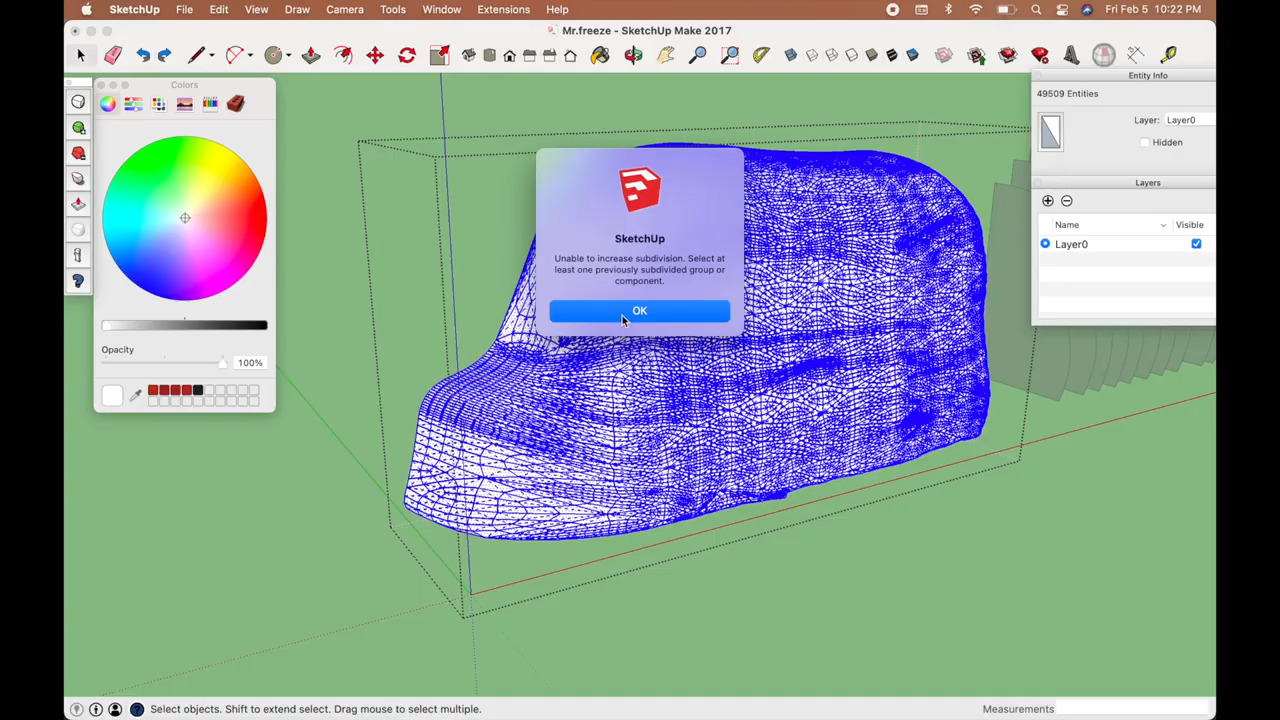 SketchUp File Edit View Draw Camera Tools Window Extensions Help Fri Feb 5 10:22 PM
Mr.freeze - SketchUp Make 2017
Colors
Opacity
100%
SketchUp
Unable to increase subdivision. Select at
least one previously subdivided group or
component.
OK
Entity Info
49509 Entities
Layer: Layer0
Hidden
Layers
Name Visible
Layer0
Select objects. Shift to extend select. Drag mouse to select multiple.
Measurements